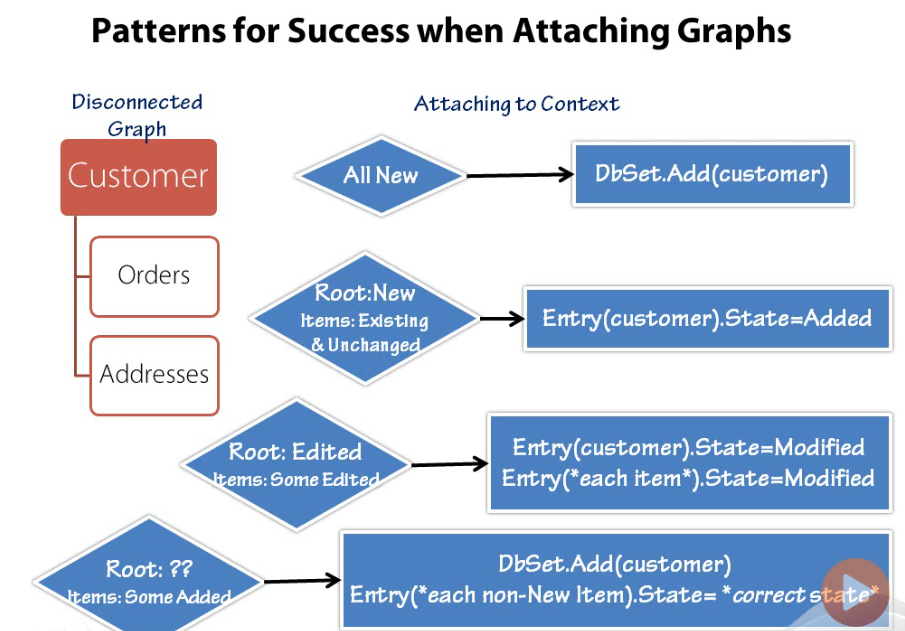 Patterns for Success when Attaching Graphs
Disconnected
Graph
Attaching to Context
Customer
Orders
Addresses
All New
DbSet.Add(customer)
Root:New
Items: Existing
& Unchanged
Entry(customer).State=Added
Root: Edited
Items: Some Edited
Entry(customer).State=Modified
Entry(*each item*).State=Modified
Root: ??
Items: Some Added
DbSet.Add(customer)
Entry(*each non-New Item).State= *correct state*